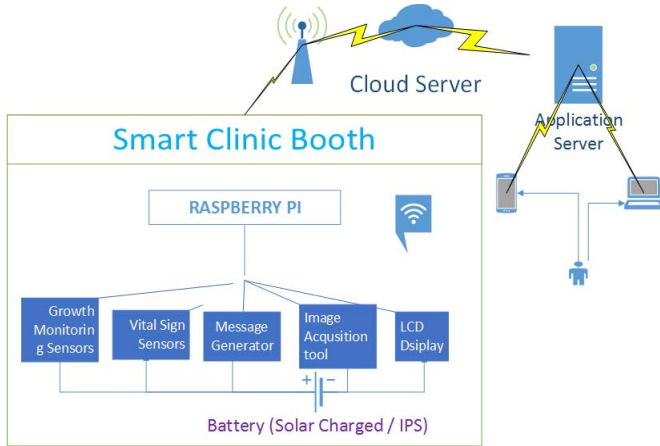 Cloud Server
Application
Server
Smart Clinic Booth
RASPBERRY PI
Growth
Monitorin
g Sensors
Vital Sign
Sensors
Message
Generator
Image
Acqusition
tool
LCD
Dsiplay
+ −
Battery (Solar Charged / IPS)